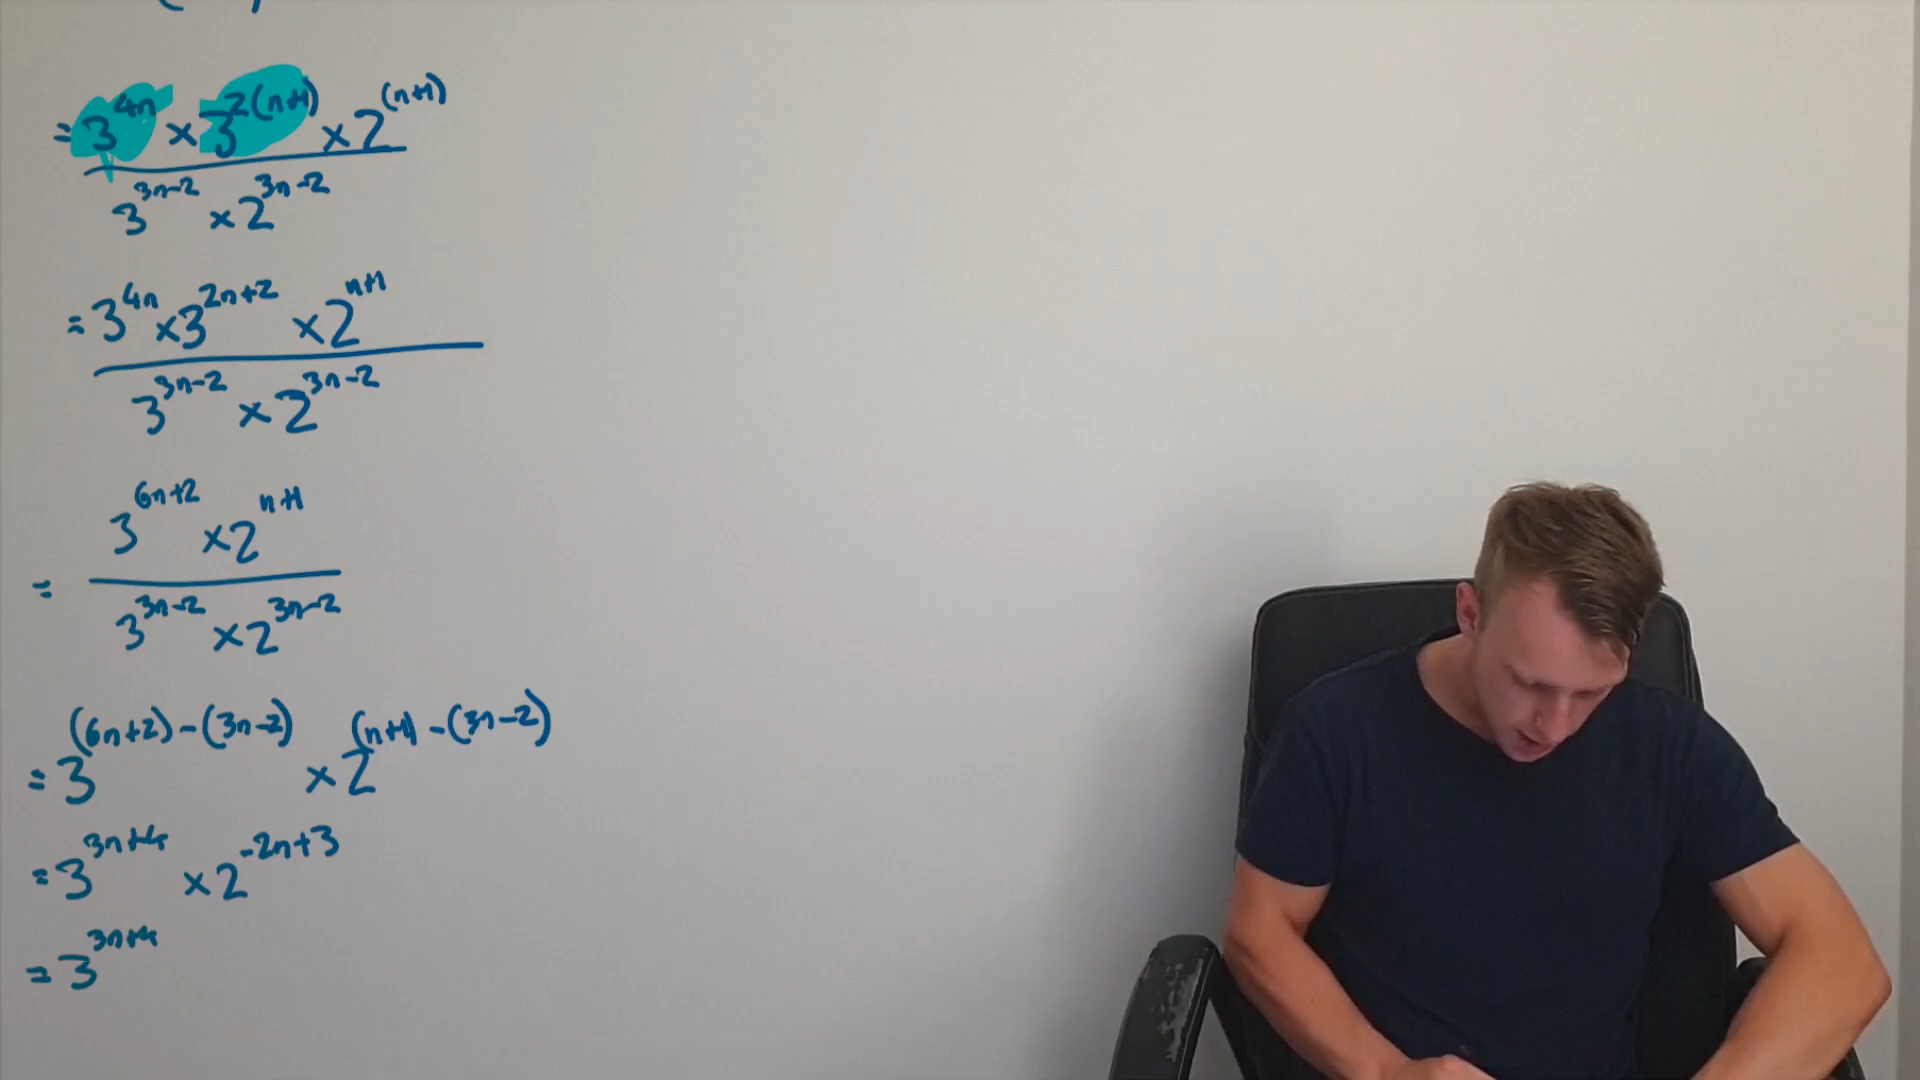 = 3^{4n} × 3^{2(n+1)} × 2^{(n+1)}
3^{3n-2} × 2^{3n-2}
= 3^{4n} × 3^{2n+2} × 2^{n+1}
3^{3n-2} × 2^{3n-2}
3^{6n+2} × 2^{n+1}
=
3^{3n-2} × 2^{3n-2}
= 3^{(6n+2)-(3n-2)} × 2^{(n+1)-(3n-2)}
= 3^{3n+4} × 2^{-2n+3}
= 3^{3n+4}